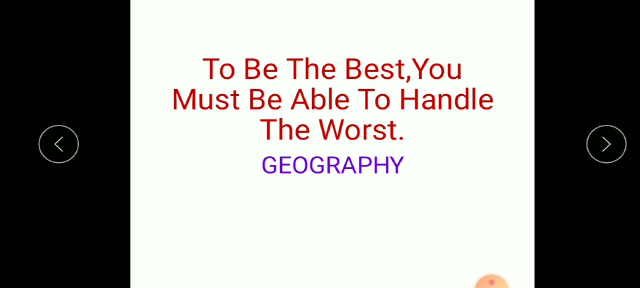 To Be The Best,You
Must Be Able To Handle
The Worst.
GEOGRAPHY